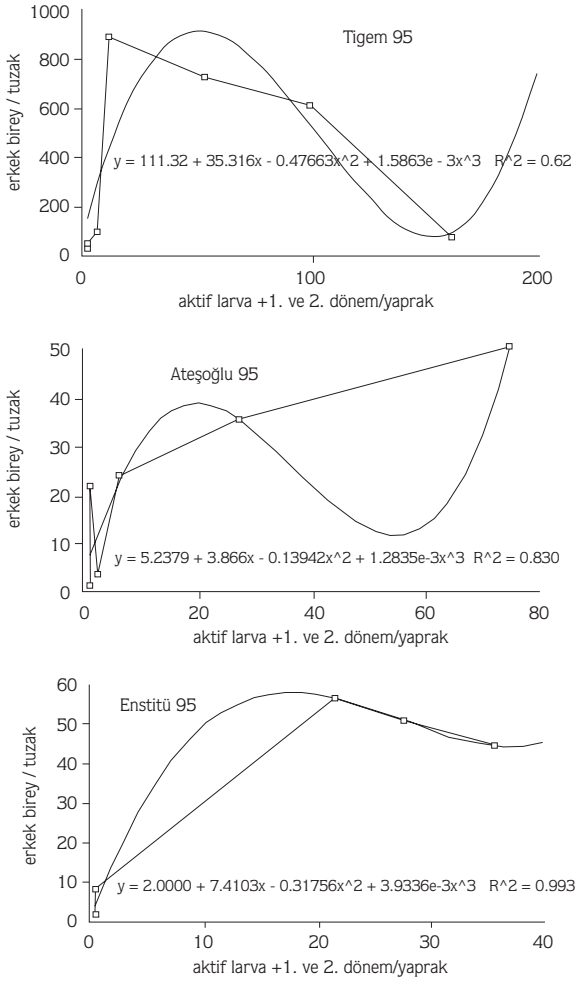 1000
Tigem 95
800
600
erkek birey / tuzak
400
y = 111.32 + 35.316x - 0.47663x^2 + 1.5863e - 3x^3 R^2 = 0.62
200
0
0 100 200
aktif larva +1. ve 2. dönem/yaprak
50
Ateşoğlu 95
40
30
erkek birey / tuzak
20
10
y = 5.2379 + 3.866x - 0.13942x^2 + 1.2835e-3x^3 R^2 = 0.830
0
0 20 40 60 80
aktif larva +1. ve 2. dönem/yaprak
60
Enstitü 95
50
40
erkek birey / tuzak
30
20
10
y = 2.0000 + 7.4103x - 0.31756x^2 + 3.9336e-3x^3 R^2 = 0.993
0
0 10 20 30 40
aktif larva +1. ve 2. dönem/yaprak